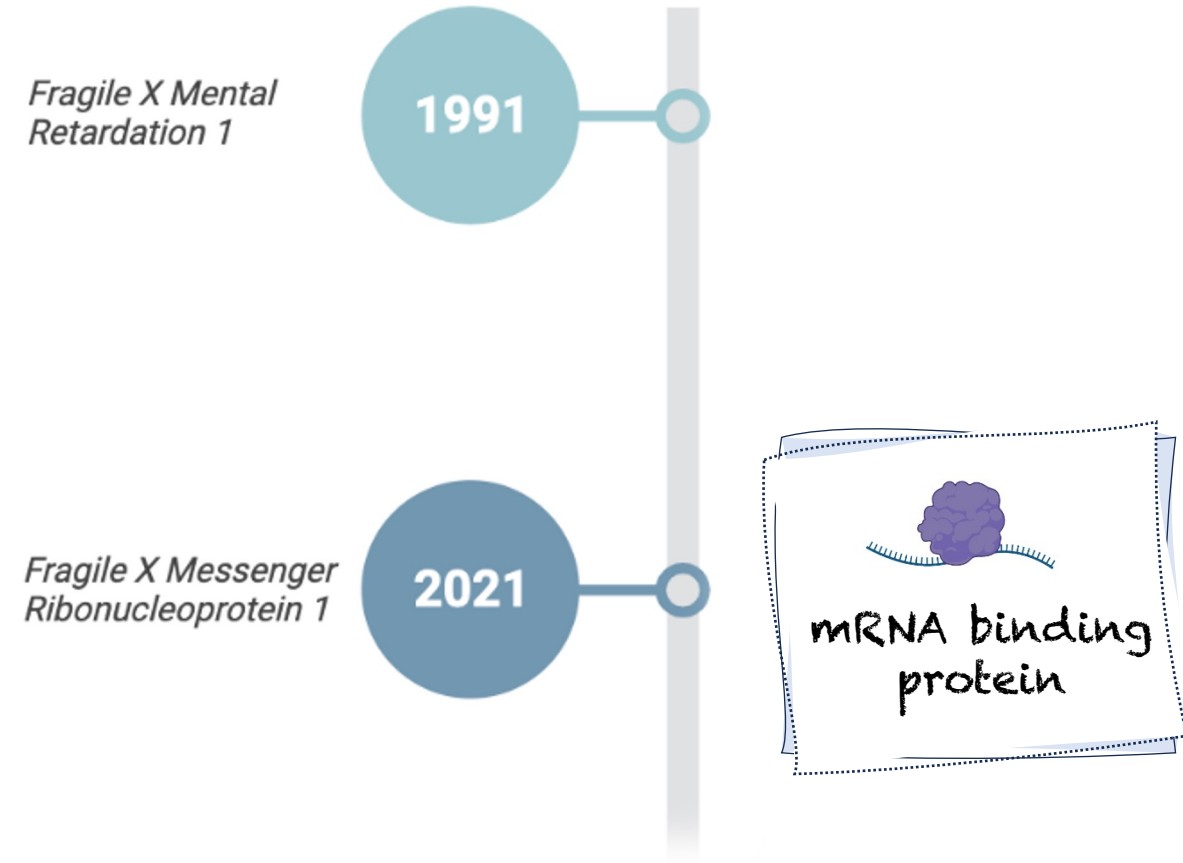 Fragile X Mental
Retardation 1
1991
Fragile X Messenger
Ribonucleoprotein 1
2021
mRNA binding
protein